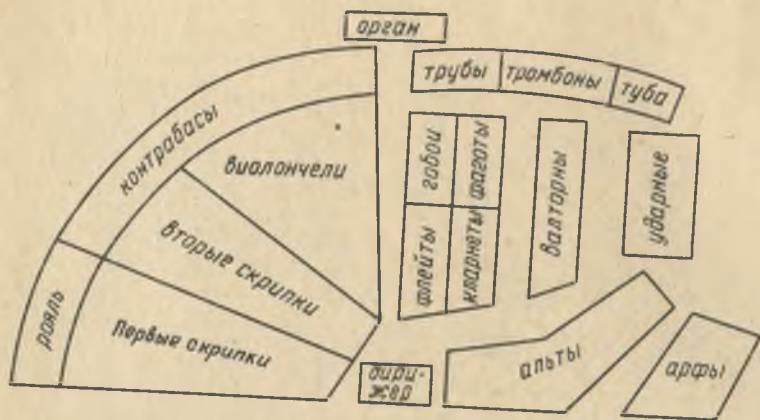 орган
трубы
тромбоны
туба
контрабасы
виолончели
гобои
фаготы
валторны
ударные
вторые скрипки
флейты
кларнеты
рояль
Первые скрипки
дири-
жер
альты
арфы